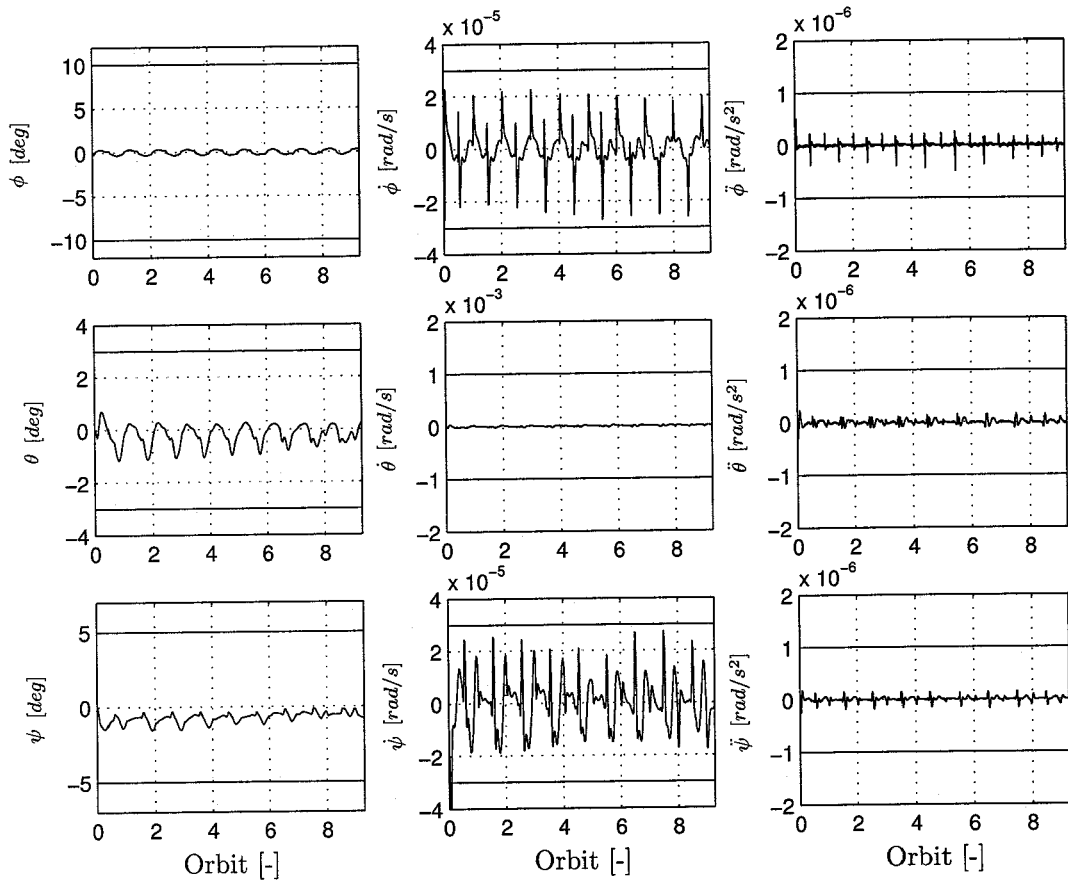 x 10⁻⁵
x 10⁻⁶
10
5
0
−5
−10
ϕ [deg]
0 2 4 6 8
4
2
0
−2
−4
ϕ̇ [rad/s]
0 2 4 6 8
2
1
0
−1
−2
ϕ̈ [rad/s²]
0 2 4 6 8
x 10⁻³
x 10⁻⁶
4
2
0
−2
−4
θ [deg]
0 2 4 6 8
2
1
0
−1
−2
θ̇ [rad/s]
0 2 4 6 8
2
1
0
−1
−2
θ̈ [rad/s²]
0 2 4 6 8
x 10⁻⁵
x 10⁻⁶
5
0
−5
ψ [deg]
0 2 4 6 8
Orbit [-]
4
2
0
−2
−4
ψ̇ [rad/s]
0 2 4 6 8
Orbit [-]
2
1
0
−1
−2
ψ̈ [rad/s²]
0 2 4 6 8
Orbit [-]